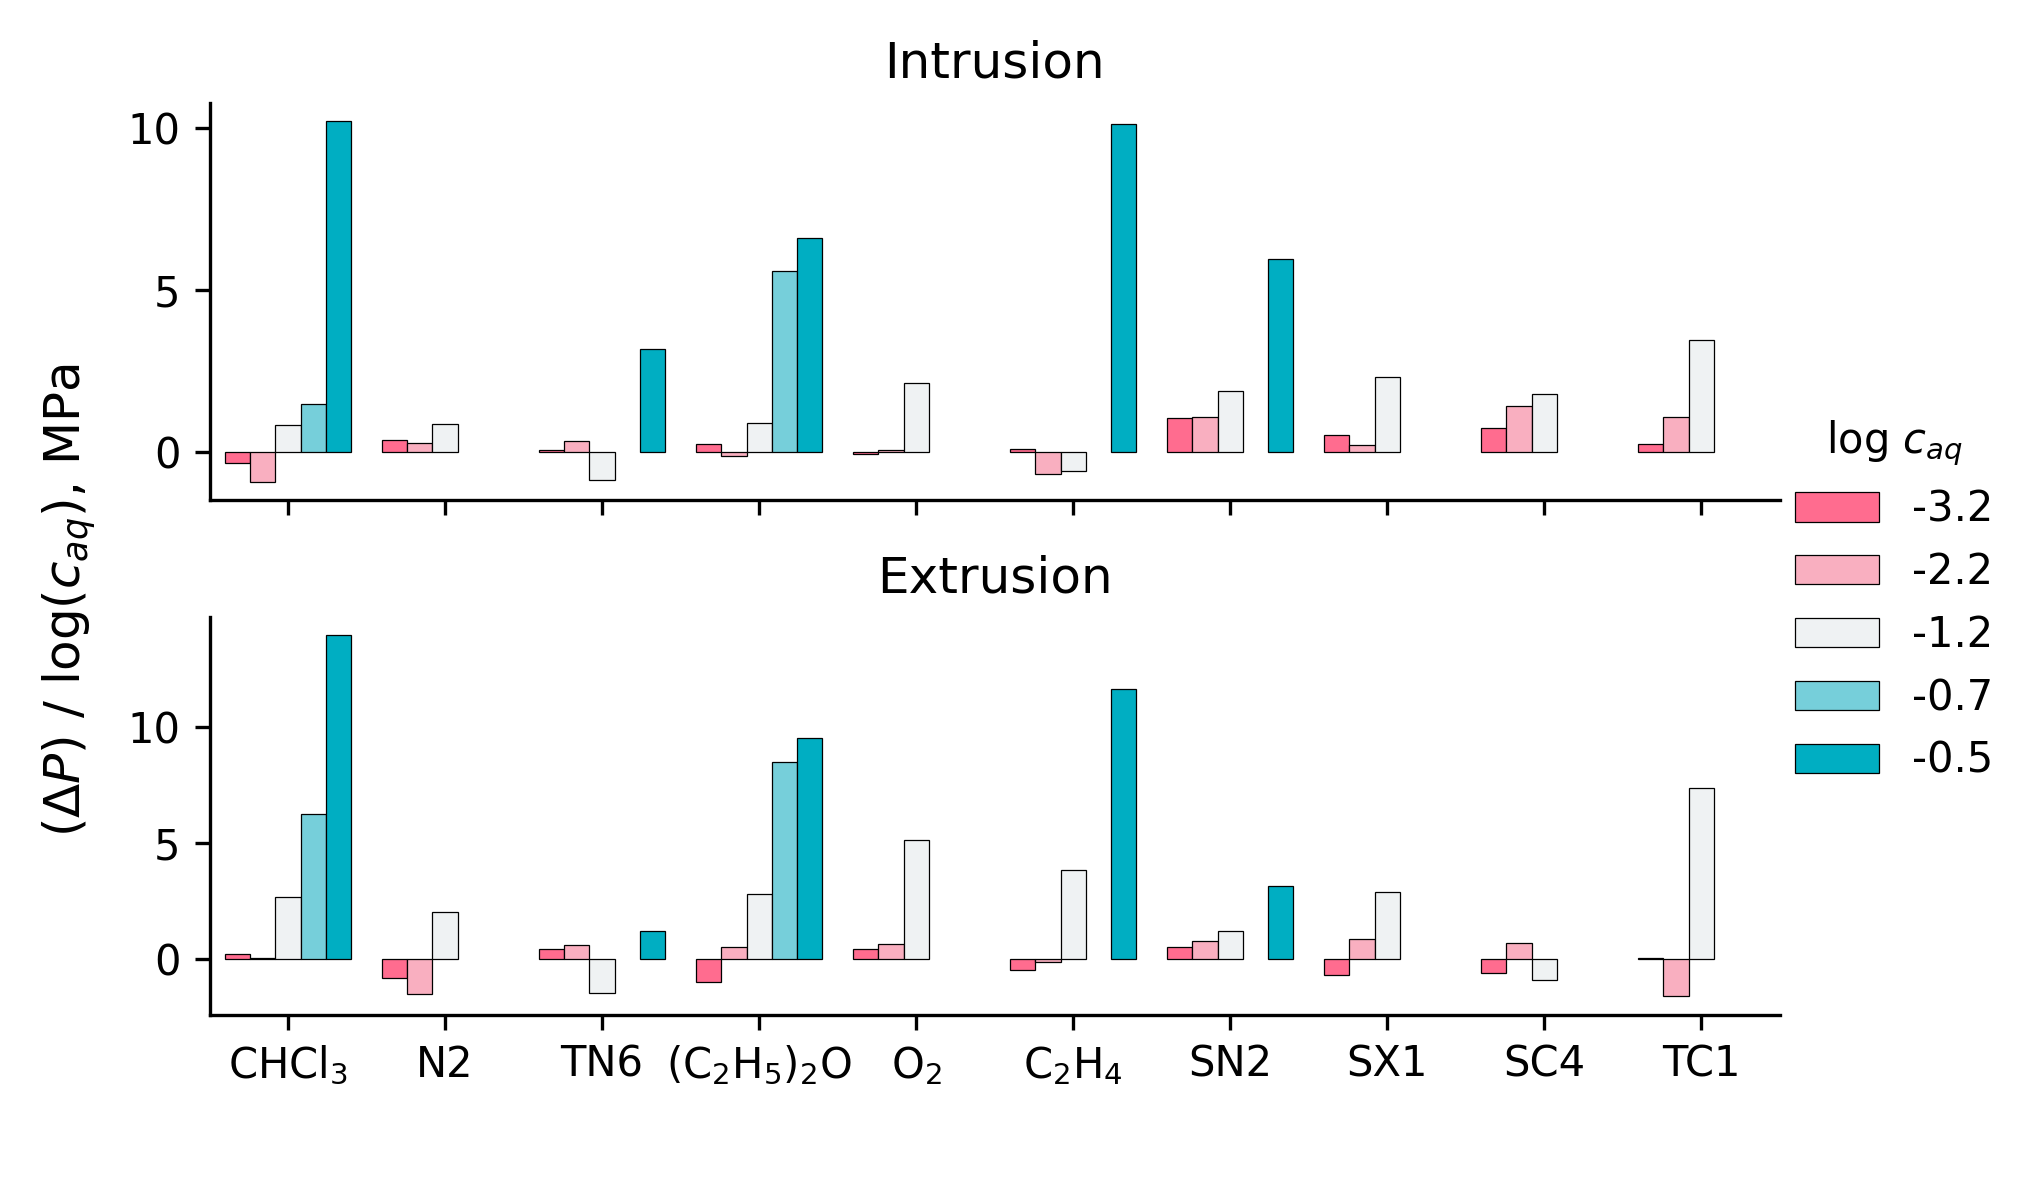 Intrusion
10
5
0
(ΔP) / log(c_aq), MPa
log c_aq
-3.2
-2.2
-1.2
-0.7
-0.5
Extrusion
10
5
0
CHCl₃ N2 TN6 (C₂H₅)₂O O₂ C₂H₄ SN2 SX1 SC4 TC1